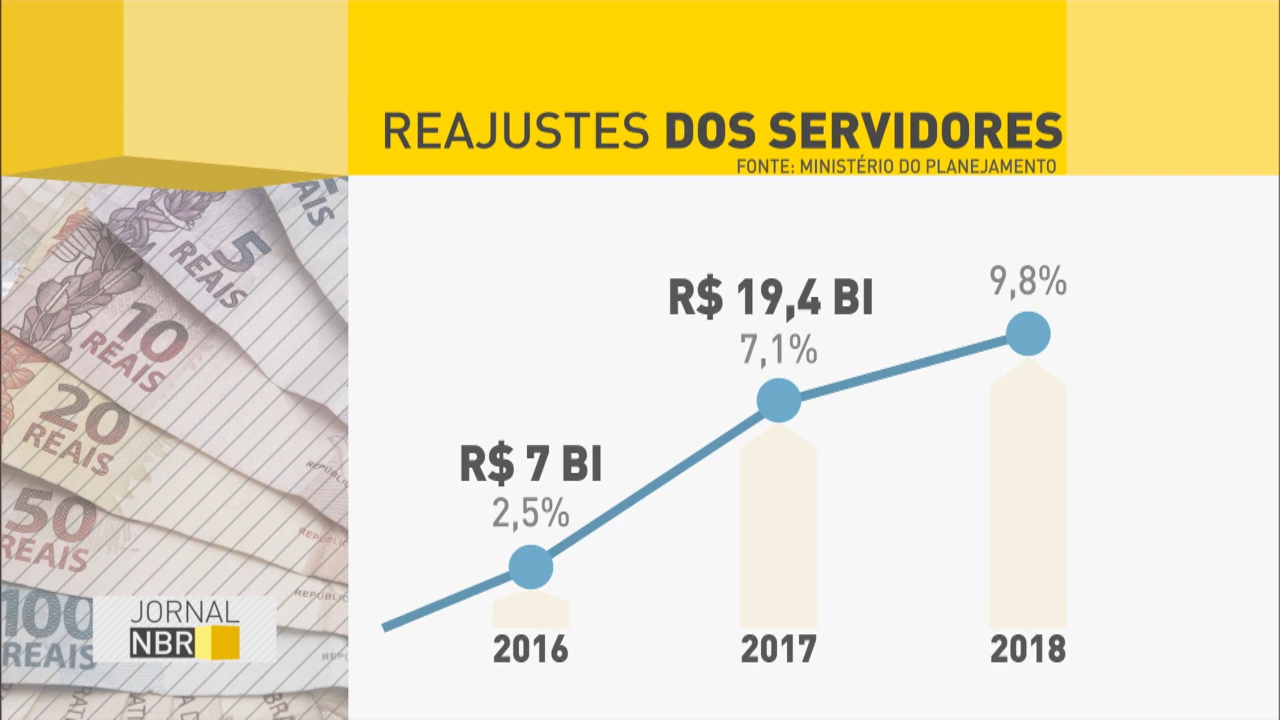 REAJUSTES DOS SERVIDORES
FONTE: MINISTÉRIO DO PLANEJAMENTO
R$ 7 BI
2,5%
R$ 19,4 BI
7,1%
9,8%
2016
2017
2018
AIS
5
REAIS
10
REAIS
20
REAIS
50
REAIS
100
REAIS
JORNAL
NBR